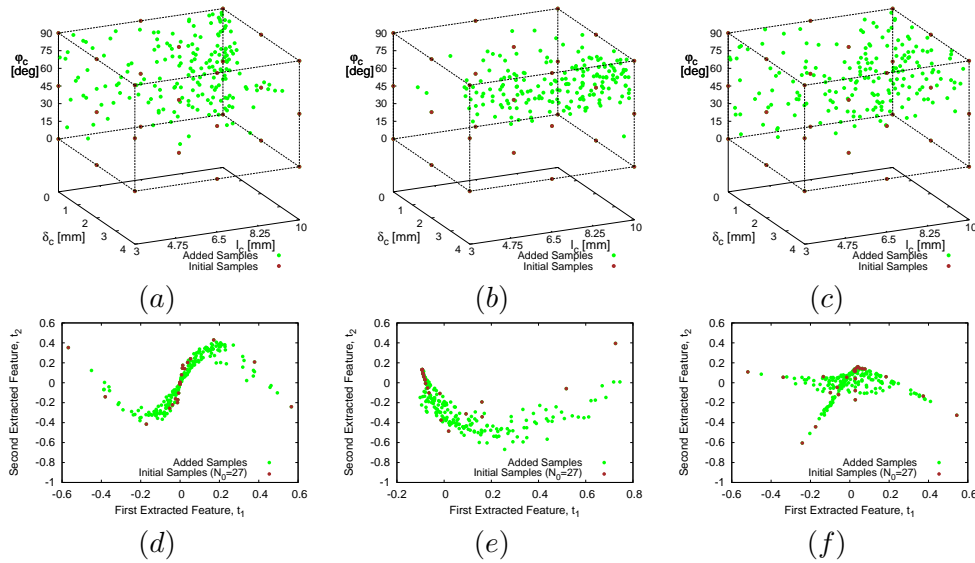 90
75
60
45
30
15
0
φc
[deg]
0
1
2
3
4
δc [mm]
3
4.75
6.5
8.25
10
lc [mm]
Added Samples
Initial Samples
(a)
90
75
60
45
30
15
0
φc
[deg]
0
1
2
3
4
δc [mm]
3
4.75
6.5
8.25
10
lc [mm]
Added Samples
Initial Samples
(b)
90
75
60
45
30
15
0
φc
[deg]
0
1
2
3
4
δc [mm]
3
4.75
6.5
8.25
10
lc [mm]
Added Samples
Initial Samples
(c)
0.6
0.4
0.2
0
-0.2
-0.4
-0.6
-0.8
-1
Second Extracted Feature, t2
Added Samples
Initial Samples (N0=27)
-0.6 -0.4 -0.2 0 0.2 0.4 0.6
First Extracted Feature, t1
(d)
0.6
0.4
0.2
0
-0.2
-0.4
-0.6
-0.8
-1
Second Extracted Feature, t2
Added Samples
Initial Samples (N0=27)
-0.2 0 0.2 0.4 0.6 0.8
First Extracted Feature, t1
(e)
0.6
0.4
0.2
0
-0.2
-0.4
-0.6
-0.8
-1
Second Extracted Feature, t2
Added Samples
Initial Samples (N0=27)
-0.6 -0.4 -0.2 0 0.2 0.4 0.6
First Extracted Feature, t1
(f)